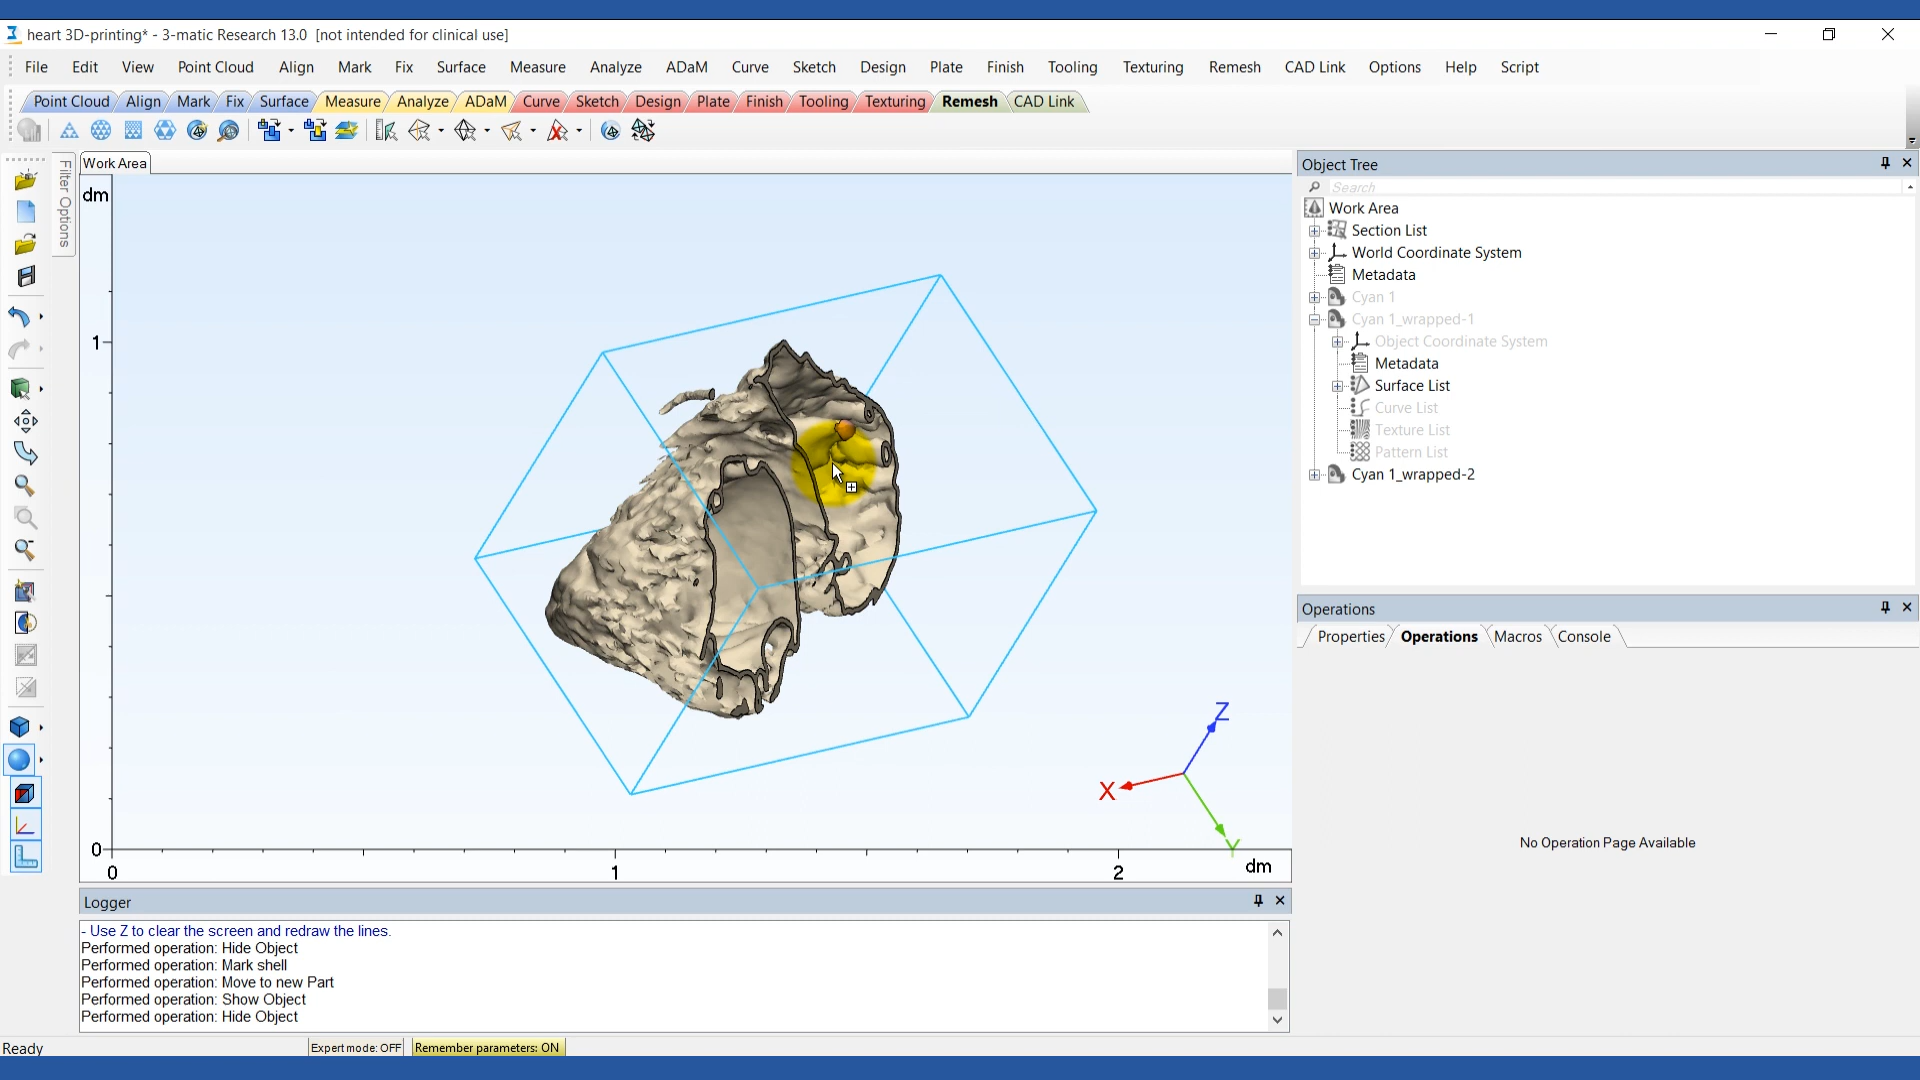 heart 3D-printing* - 3-matic Research 13.0 [not intended for clinical use]
File Edit View Point Cloud Align Mark Fix Surface Measure Analyze ADaM Curve Sketch Design Plate Finish Tooling Texturing Remesh CAD Link Options Help Script
Point Cloud Align Mark Fix Surface Measure Analyze ADaM Curve Sketch Design Plate Finish Tooling Texturing Remesh CAD Link
Filter Options
Work Area
dm
1
0
0 1 2 dm
X
Y
Z
Object Tree
Search
Work Area
Section List
World Coordinate System
Metadata
Cyan 1
Cyan 1_wrapped-1
Object Coordinate System
Metadata
Surface List
Curve List
Texture List
Pattern List
Cyan 1_wrapped-2
Operations
Properties Operations Macros Console
No Operation Page Available
Logger
- Use Z to clear the screen and redraw the lines.
Performed operation: Hide Object
Performed operation: Mark shell
Performed operation: Move to new Part
Performed operation: Show Object
Performed operation: Hide Object
Ready Expert mode: OFF Remember parameters: ON